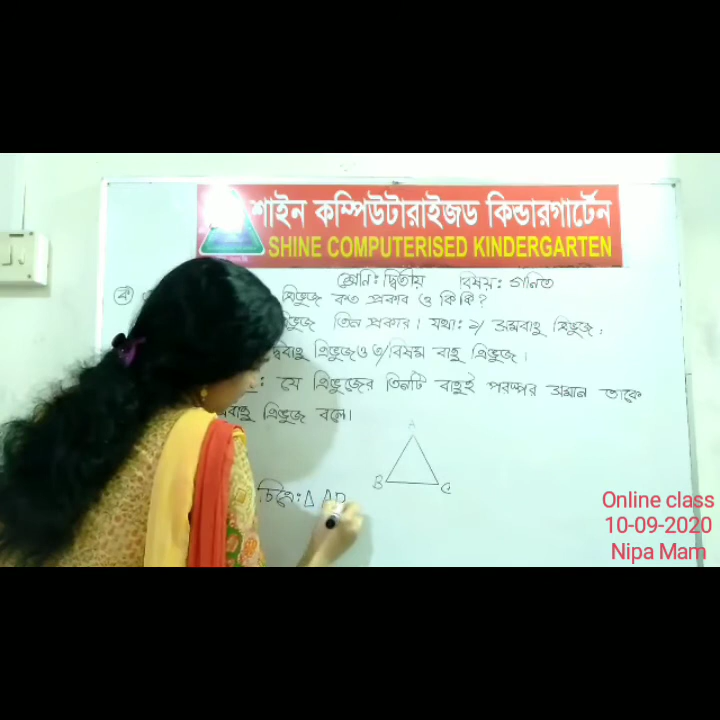 শাইন কম্পিউটারাইজড কিন্ডারগার্টেন
SHINE COMPUTERISED KINDERGARTEN
শ্রেনি: দ্বিতীয় বিষয়: গনিত
ত্রিভুজ কত প্রকার ও কি কি?
তিন প্রকার। যথা: ১/ সমবাহু ত্রিভুজ,
ত্রিভুজ ও ৩/ বিষম বাহু ত্রিভুজ।
: যে ত্রিভুজের তিনটি বাহুই পরস্পর সমান তাকে
ত্রিভুজ বলে।
A
B C
চিত্রে: Δ AB
Online class
10-09-2020
Nipa Mam